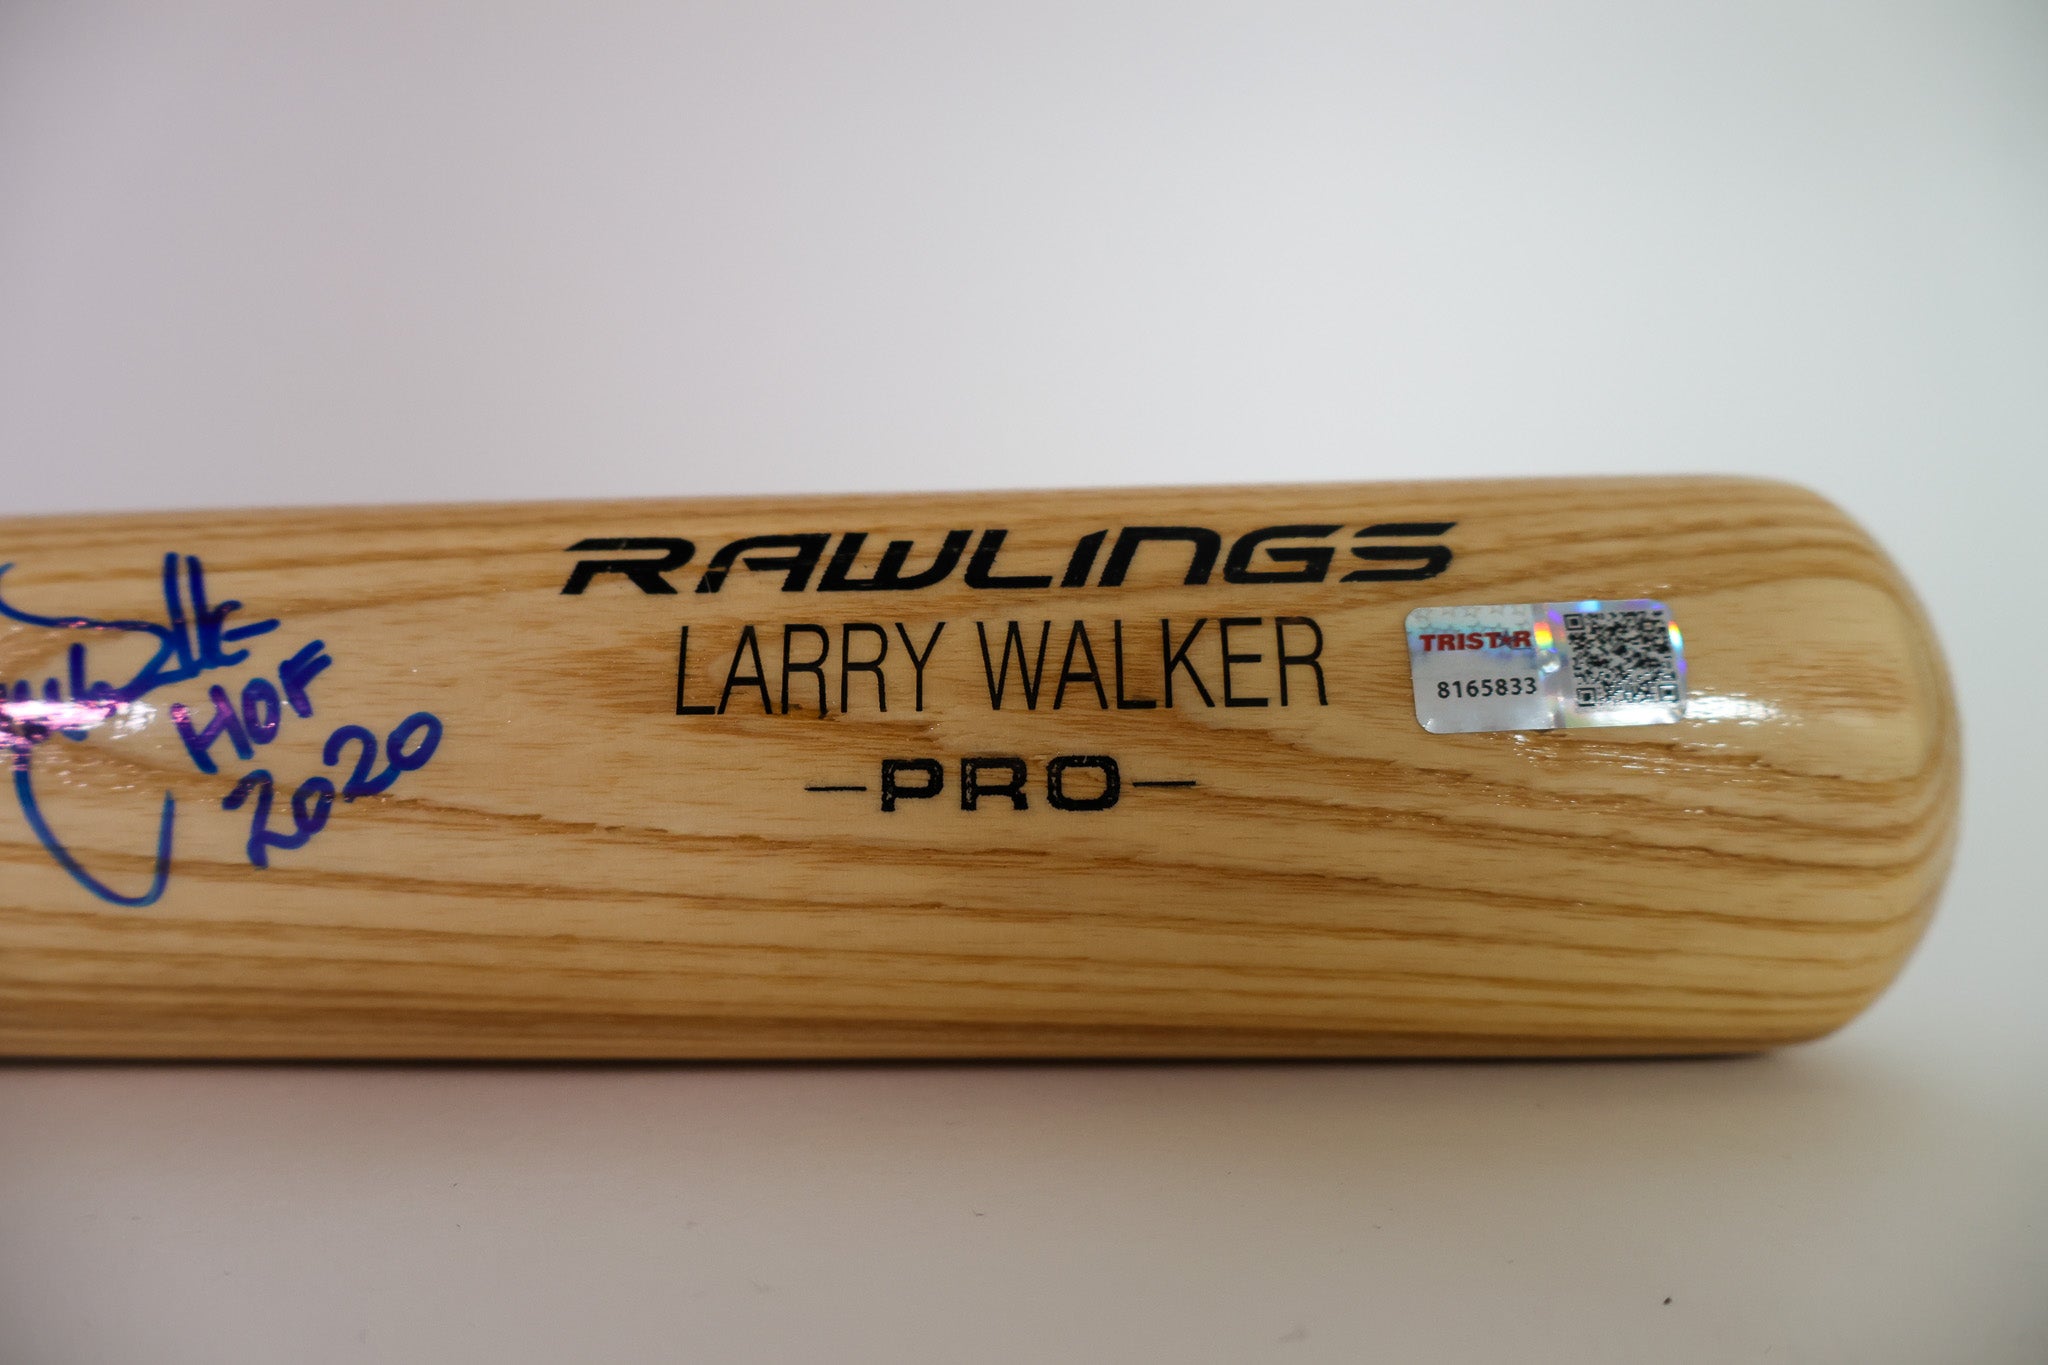 HOF
2020
RAWLINGS
LARRY WALKER
-PRO-
TRISTAR
8165833